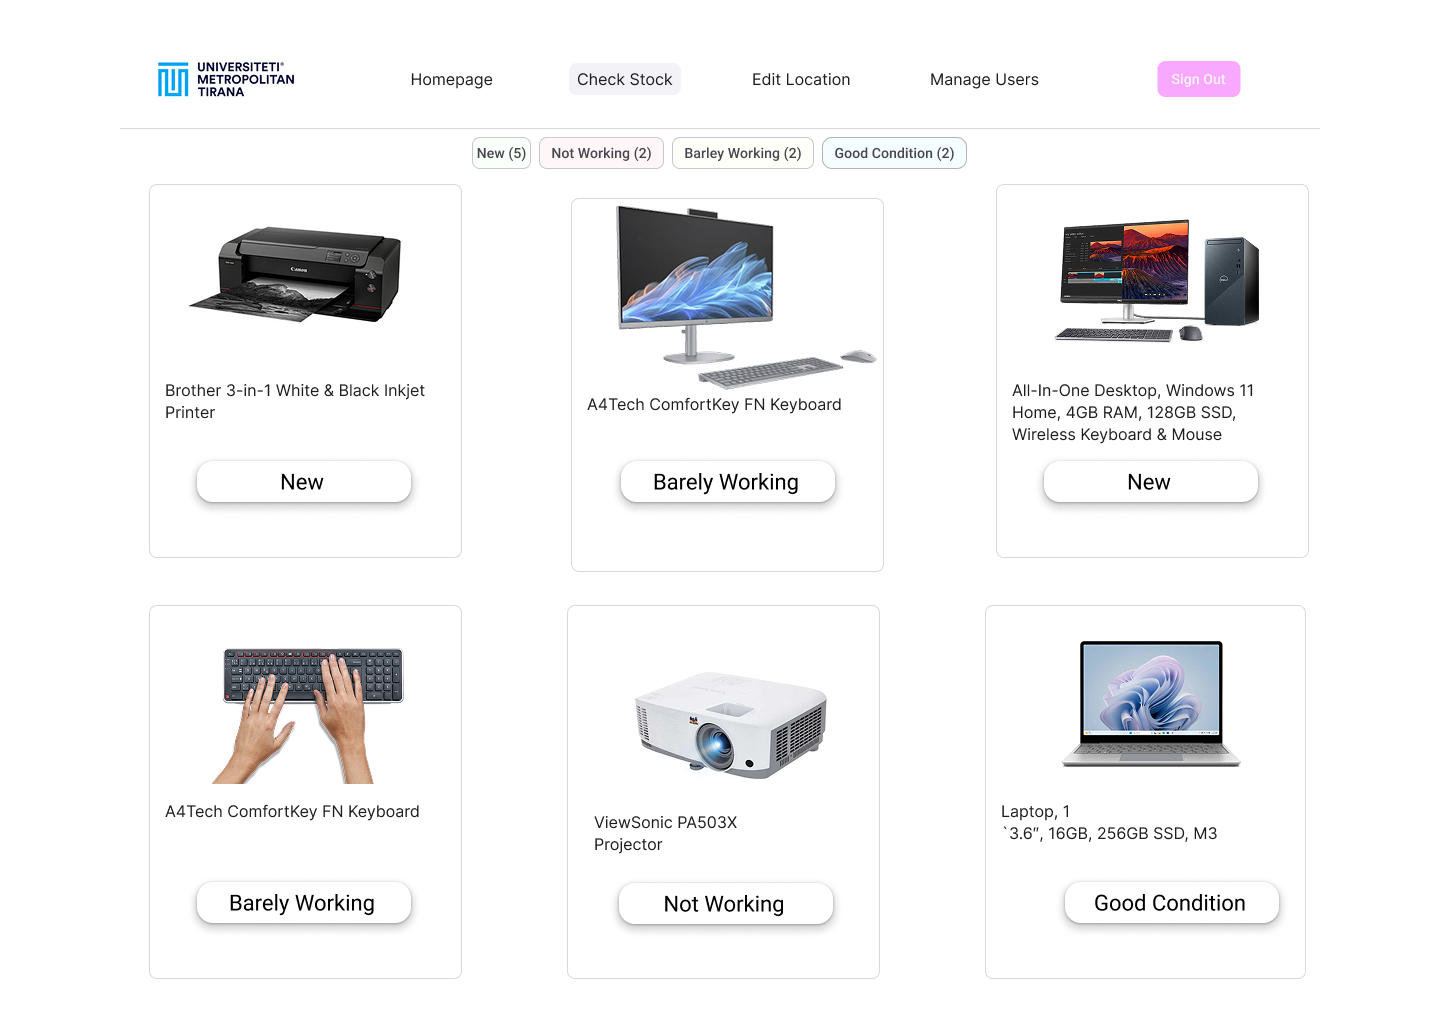 UNIVERSITETI®
METROPOLITAN
TIRANA
Homepage
Check Stock
Edit Location
Manage Users
Sign Out
New (5)
Not Working (2)
Barley Working (2)
Good Condition (2)
Canon
Brother 3-in-1 White & Black Inkjet
Printer
New
A4Tech ComfortKey FN Keyboard
Barely Working
All-In-One Desktop, Windows 11
Home, 4GB RAM, 128GB SSD,
Wireless Keyboard & Mouse
New
A4Tech ComfortKey FN Keyboard
Barely Working
ViewSonic PA503X
Projector
Not Working
Laptop, 1
`3.6", 16GB, 256GB SSD, M3
Good Condition